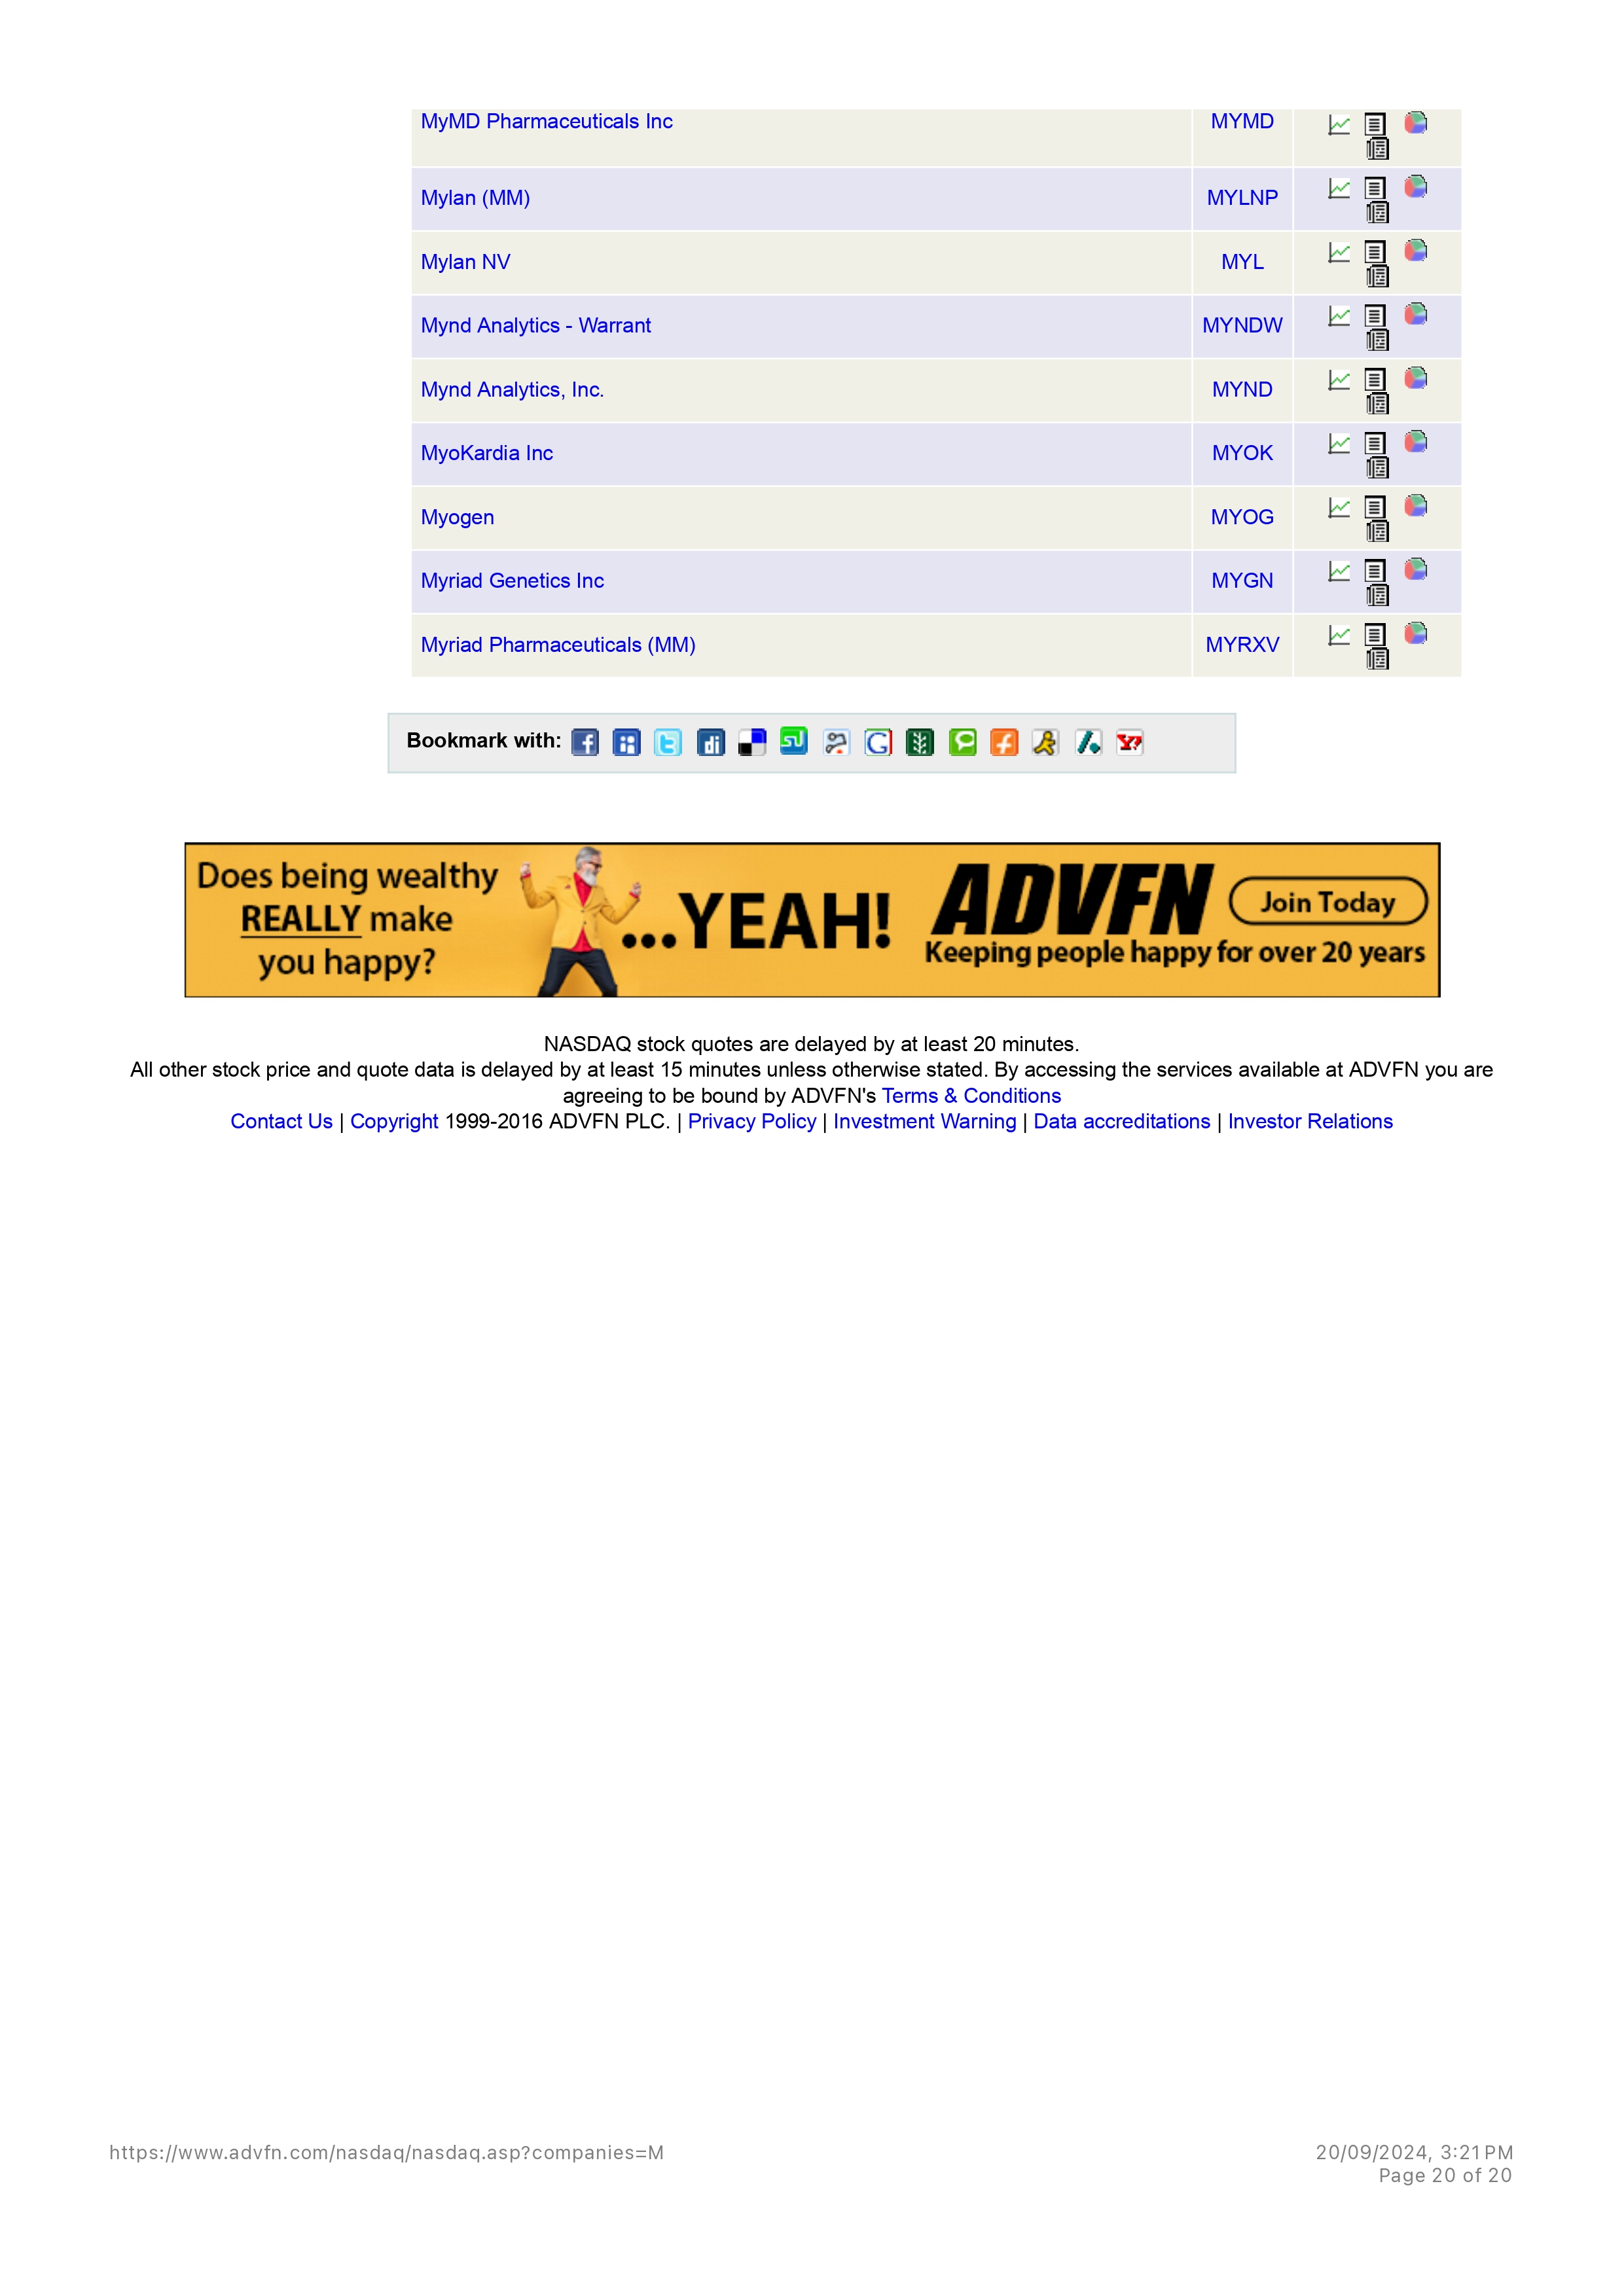 MyMD Pharmaceuticals Inc MYMD
Mylan (MM) MYLNP
Mylan NV MYL
Mynd Analytics - Warrant MYNDW
Mynd Analytics, Inc. MYND
MyoKardia Inc MYOK
Myogen MYOG
Myriad Genetics Inc MYGN
Myriad Pharmaceuticals (MM) MYRXV
Bookmark with:
Does being wealthy
REALLY make
you happy?
...YEAH!
ADVFN
Join Today
Keeping people happy for over 20 years
NASDAQ stock quotes are delayed by at least 20 minutes.
All other stock price and quote data is delayed by at least 15 minutes unless otherwise stated. By accessing the services available at ADVFN you are
agreeing to be bound by ADVFN's Terms & Conditions
Contact Us | Copyright 1999-2016 ADVFN PLC. | Privacy Policy | Investment Warning | Data accreditations | Investor Relations
https://www.advfn.com/nasdaq/nasdaq.asp?companies=M 20/09/2024, 3:21 PM
Page 20 of 20